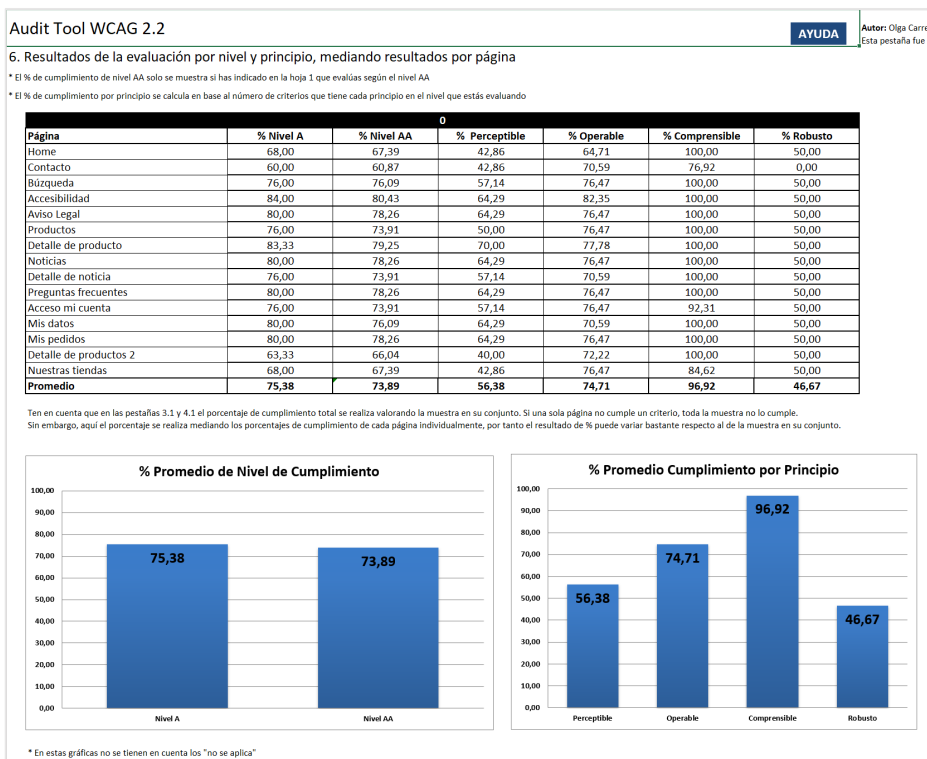 Audit Tool WCAG 2.2
AYUDA
Autor: Olga Carre
Esta pestaña fue
6. Resultados de la evaluación por nivel y principio, mediando resultados por página
* El % de cumplimiento de nivel AA solo se muestra si has indicado en la hoja 1 que evalúas según el nivel AA
* El % de cumplimiento por principio se calcula en base al número de criterios que tiene cada principio en el nivel que estás evaluando
0
Página % Nivel A % Nivel AA % Perceptible % Operable % Comprensible % Robusto
Home 68,00 67,39 42,86 64,71 100,00 50,00
Contacto 60,00 60,87 42,86 70,59 76,92 0,00
Búzqueda 76,00 76,09 57,14 76,47 100,00 50,00
Accesibilidad 84,00 80,43 64,29 82,35 100,00 50,00
Aviso Legal 80,00 78,26 64,29 76,47 100,00 50,00
Productos 76,00 73,91 50,00 76,47 100,00 50,00
Detalle de producto 83,33 79,25 70,00 77,78 100,00 50,00
Noticias 80,00 78,26 64,29 76,47 100,00 50,00
Detalle de noticia 76,00 73,91 57,14 70,59 100,00 50,00
Preguntas frecuentes 80,00 78,26 64,29 76,47 100,00 50,00
Acceso mi cuenta 76,00 73,91 57,14 76,47 92,31 50,00
Mis datos 80,00 76,09 64,29 70,59 100,00 50,00
Mis pedidos 80,00 78,26 64,29 76,47 100,00 50,00
Detalle de productos 2 63,33 66,04 40,00 72,22 100,00 50,00
Nuestras tiendas 68,00 67,39 42,86 76,47 84,62 50,00
Promedio 75,38 73,89 56,38 74,71 96,92 46,67
Ten en cuenta que en las pestañas 3.1 y 4.1 el porcentaje de cumplimiento total se realiza valorando la muestra en su conjunto. Si una sola página no cumple un criterio, toda la muestra no lo cumple.
Sin embargo, aquí el porcentaje se realiza mediando los porcentajes de cumplimiento de cada página individualmente, por tanto el resultado de % puede variar bastante respecto al de la muestra en su conjunto.
% Promedio de Nivel de Cumplimiento
100,00
90,00
80,00
70,00
60,00
50,00
40,00
30,00
20,00
10,00
0,00
75,38
73,89
Nivel A
Nivel AA
% Promedio Cumplimiento por Principio
100,00
90,00
80,00
70,00
60,00
50,00
40,00
30,00
20,00
10,00
0,00
56,38
74,71
96,92
46,67
Perceptible
Operable
Comprensible
Robusto
* En estas gráficas no se tienen en cuenta los "no se aplica"